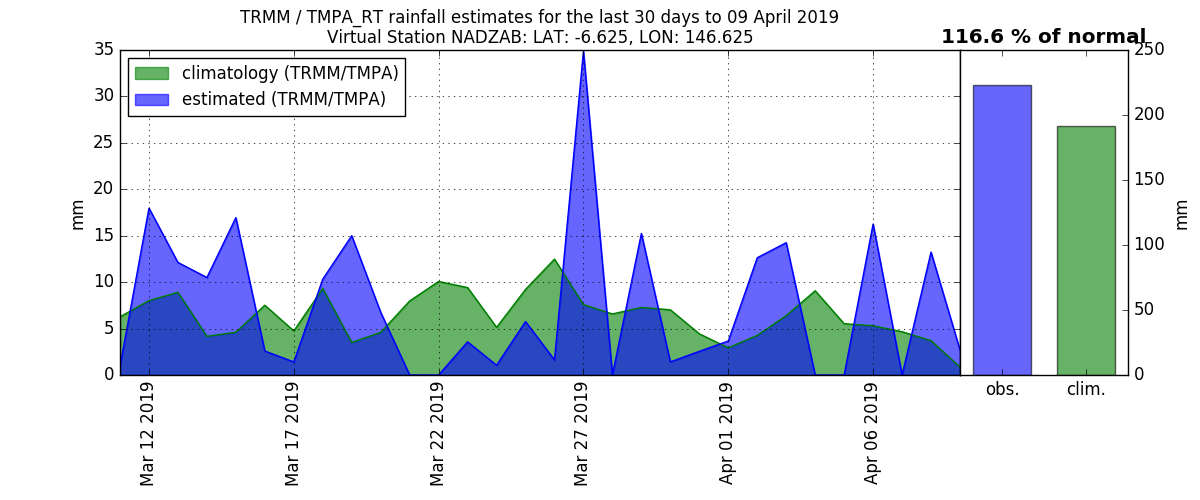 TRMM / TMPA_RT rainfall estimates for the last 30 days to 09 April 2019
Virtual Station NADZAB: LAT: -6.625, LON: 146.625
116.6 % of normal
climatology (TRMM/TMPA)
estimated (TRMM/TMPA)
35
30
25
20
15
10
5
0
mm
Mar 12 2019
Mar 17 2019
Mar 22 2019
Mar 27 2019
Apr 01 2019
Apr 06 2019
250
200
150
100
50
0
mm
obs.
clim.